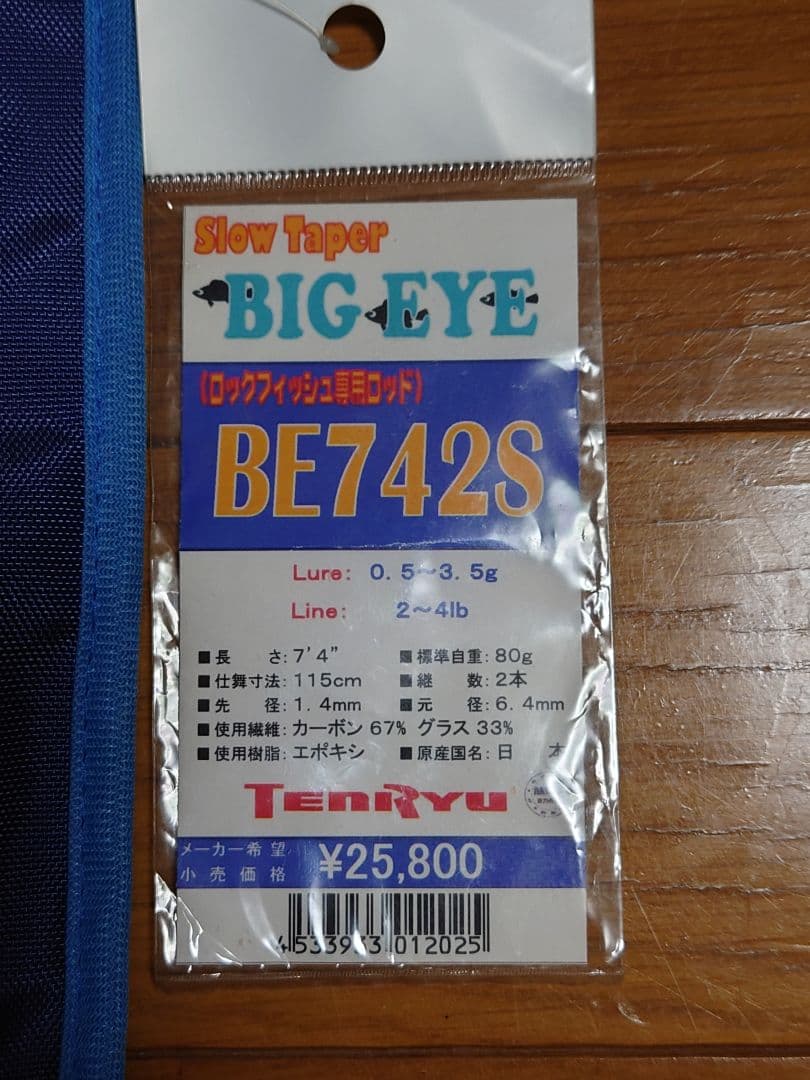 Slow Taper
BIG EYE
(ロックフィッシュ専用ロッド)
BE742S
Lure: 0.5〜3.5g
Line: 2〜4lb
■長 さ:7'4" ■標準自重:80g
■仕舞寸法:115cm ■継 数:2本
■先 径:1.4mm ■元 径:6.4mm
■使用繊維:カーボン 67% グラス 33%
■使用樹脂:エポキシ ■原産国名:日 本
TENRYU
メーカー希望
小売価格 ¥25,800
4533933012025